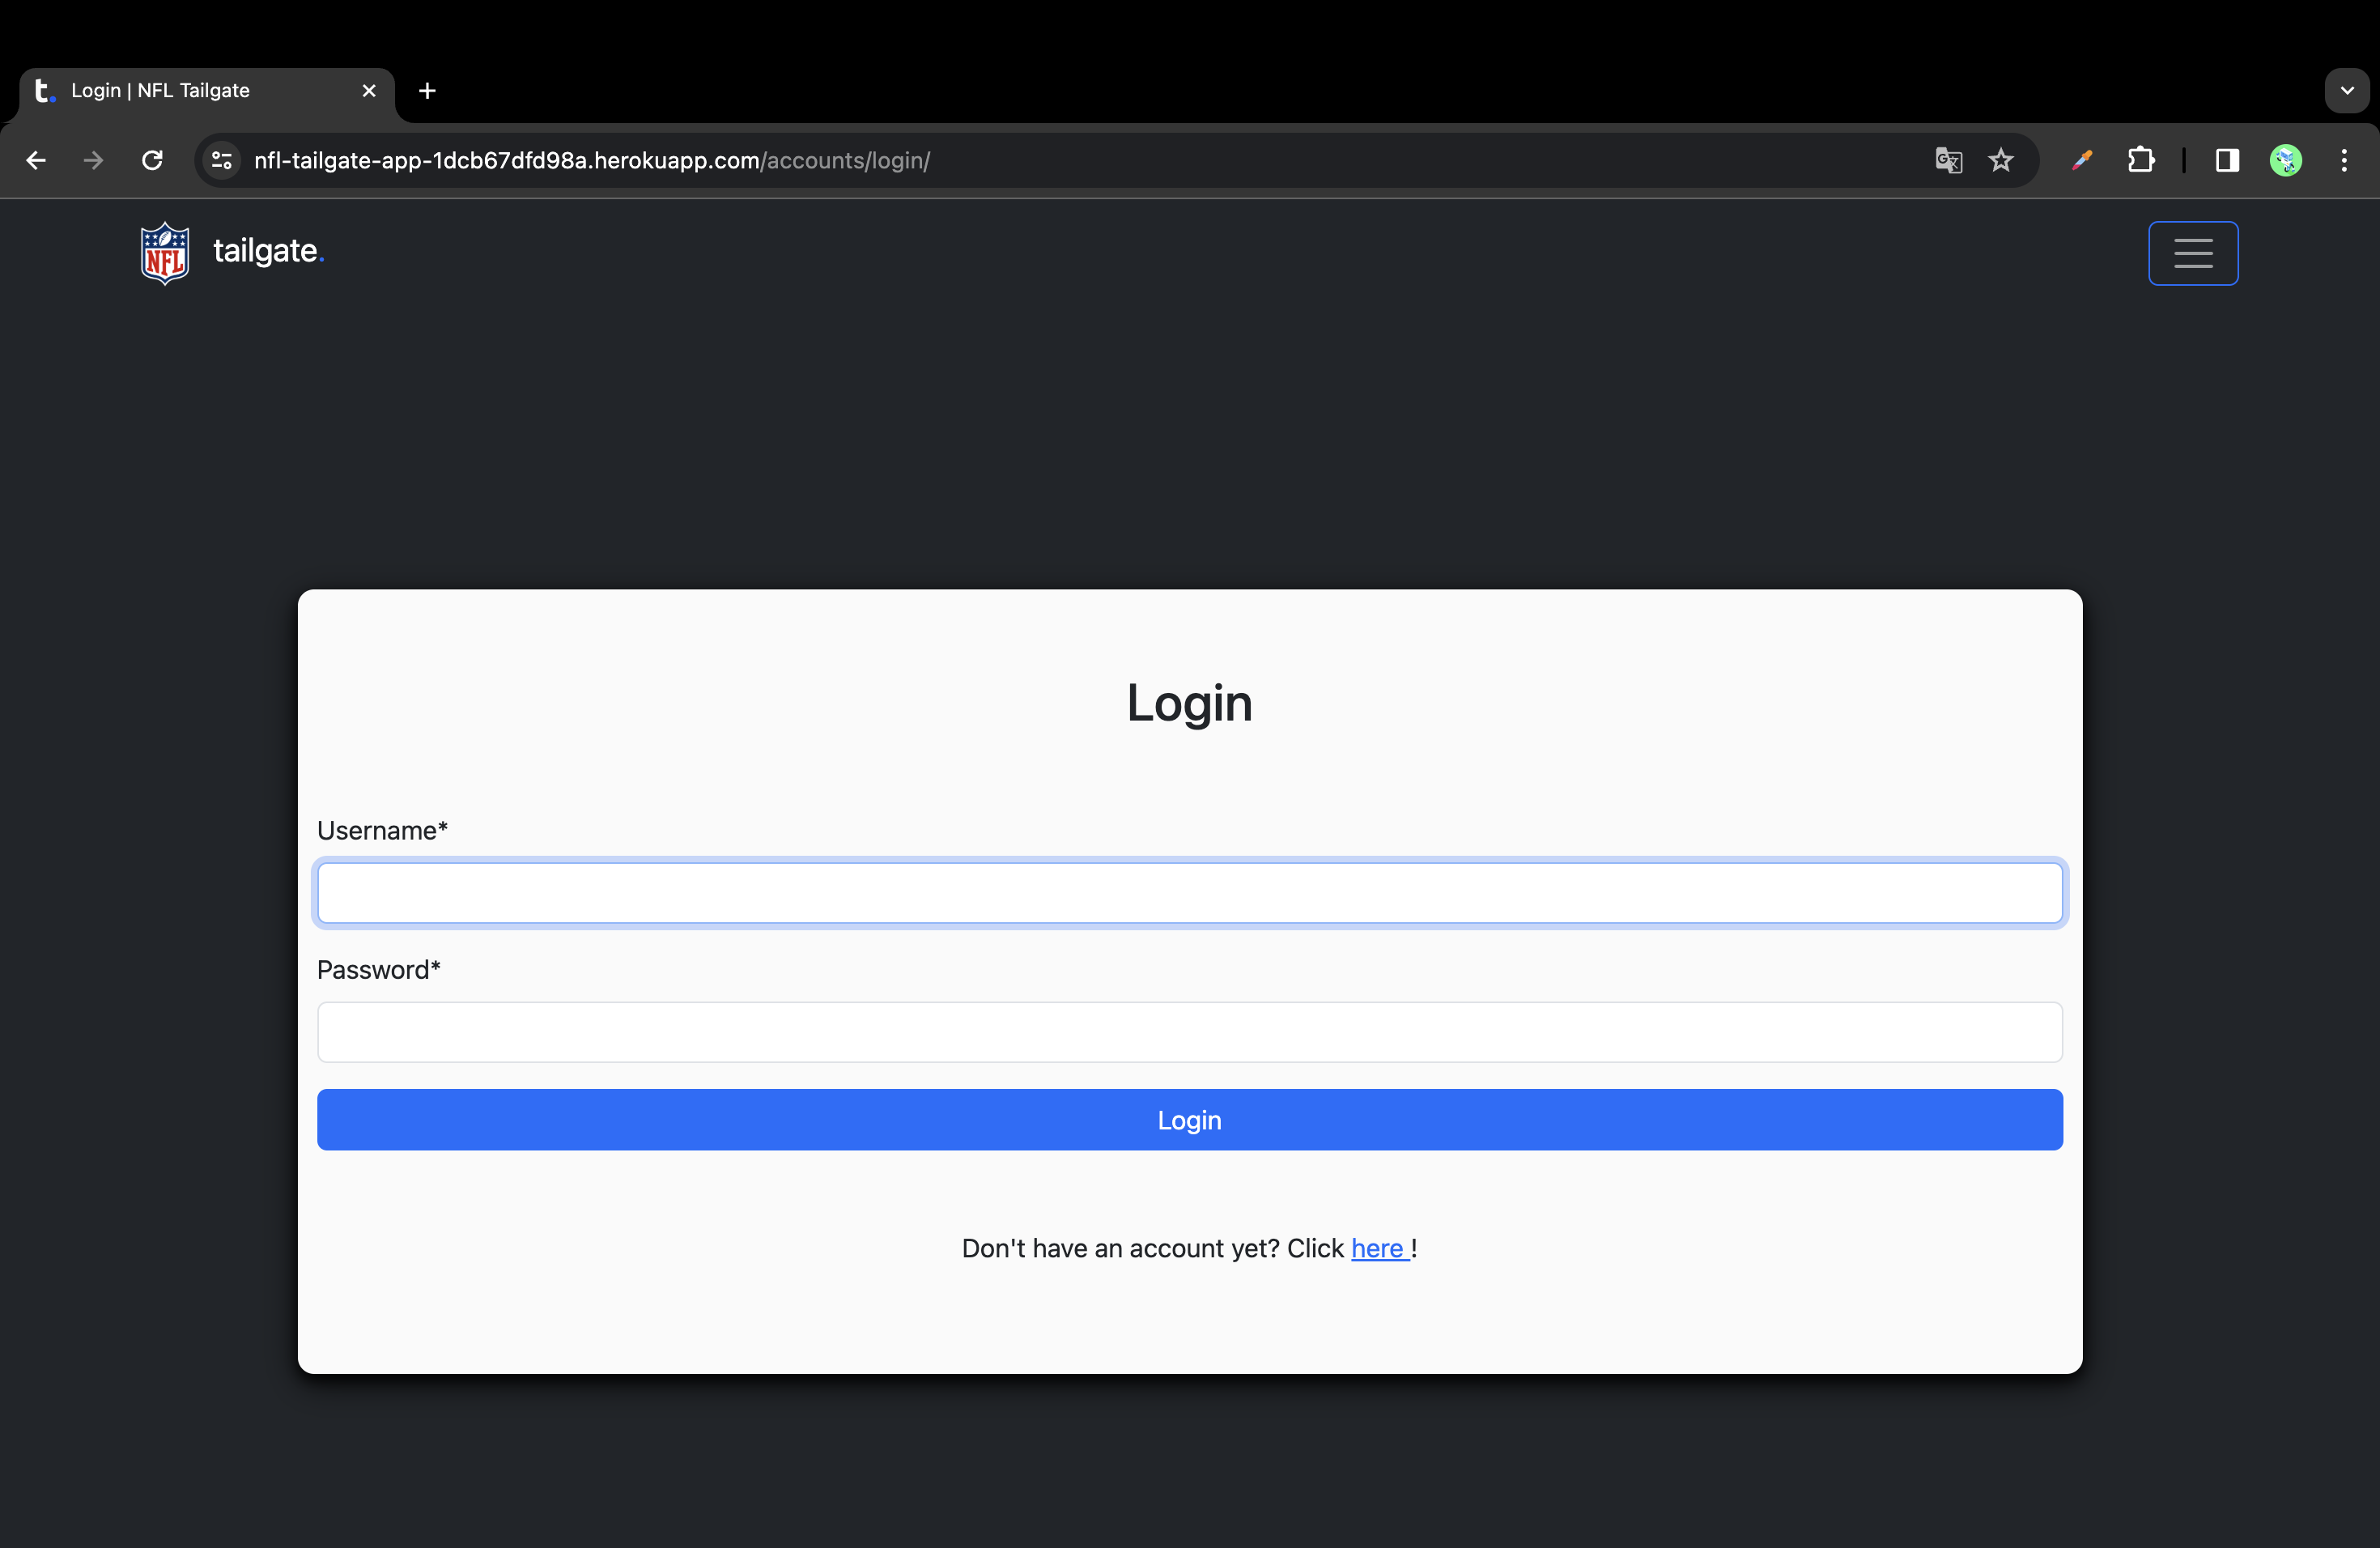 t. Login | NFL Tailgate
nfl-tailgate-app-1dcb67dfd98a.herokuapp.com/accounts/login/
NFL tailgate.
Login
Username*
Password*
Login
Don't have an account yet? Click here !